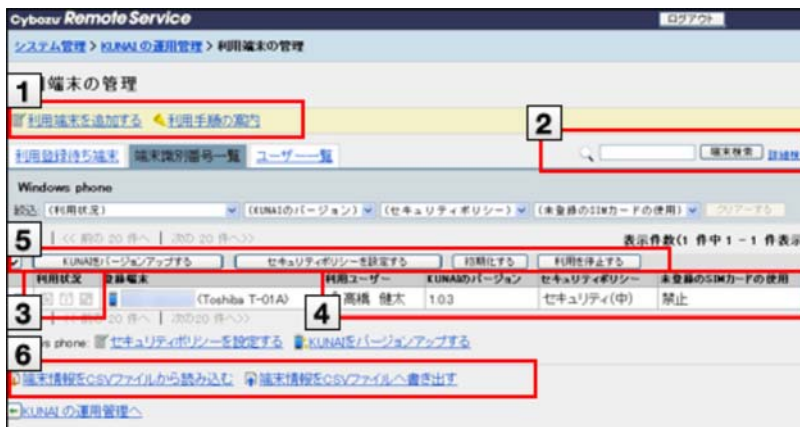 Cybozu Remote Service ログアウト
システム管理 > KUNAI の運用管理 > 利用端末の管理
用端末の管理
1
利用端末を追加する 利用手続の案内
2
利用登録待ち端末 端末識別番号一覧 ユーザー一覧 端末検索 詳細検
Windows phone
絞込: (利用状況) (KUNAIのバージョン) (セキュリティポリシー) (未登録のSIMカードの使用) クリアーする
5
| << 前の 20 件へ | 次の 20 件へ>> 表示件数(1 件中 1 - 1 件表示
KUNAIをバージョンアップする セキュリティポリシーを設定する 初期化する 利用を停止する
利用状況 登録端末 利用ユーザー KUNAIのバージョン セキュリティポリシー 未登録のSIMカードの使用
3 (Toshiba T-01A) 4 高橋 健太 1.0.3 セキュリティ(中) 禁止
| << 前の 20 件へ | 次の20 件へ>>
6
s phone: セキュリティポリシーを設定する KUNAIをバージョンアップする
端末情報をCSVファイルから読み込む 端末情報をCSVファイルへ書き出す
KUNAI の運用管理へ